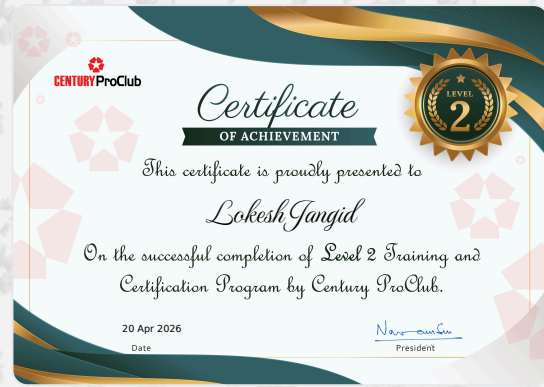 CENTURY ProClub
Certificate
OF ACHIEVEMENT
LEVEL
2
This certificate is proudly presented to
Lokesh Jangid
On the successful completion of Level 2 Training and
Certification Program by Century ProClub.
20 Apr 2026
Date
President